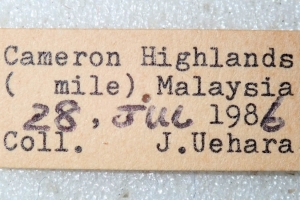 Cameron Highlands
( mile) Malaysia
28, JUL 1986
Coll. J.Uehara